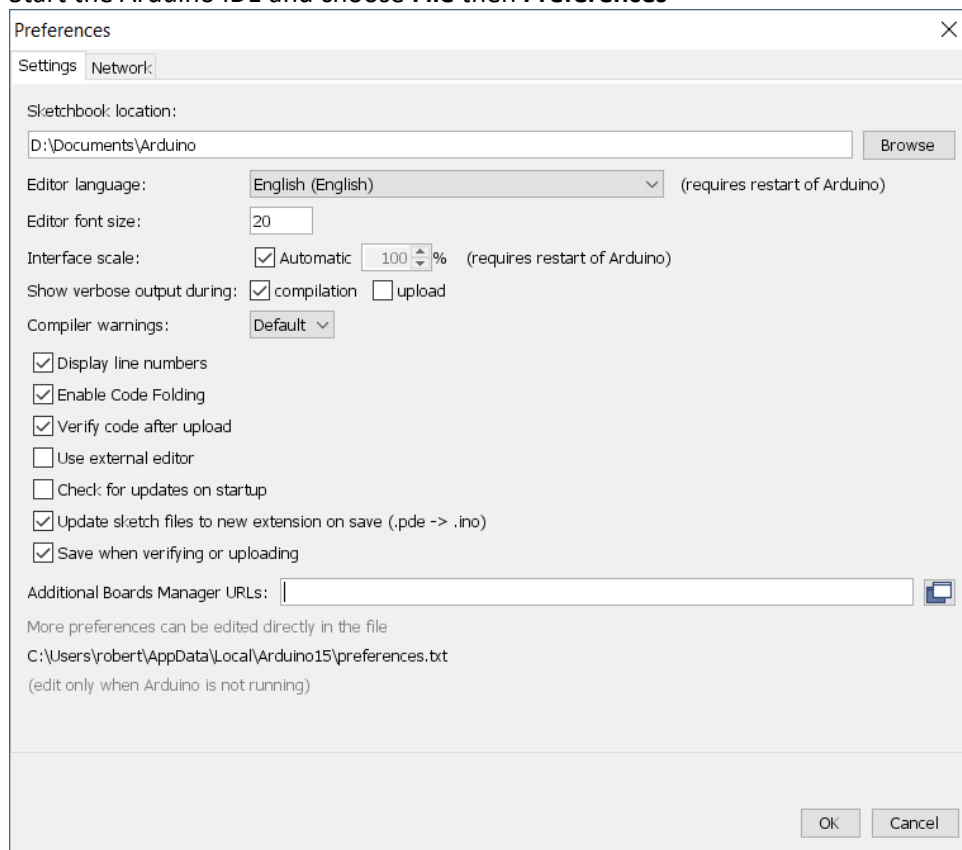 Start the Arduino IDE and choose File then Preferences
Preferences
Settings Network
Sketchbook location:
D:\Documents\Arduino Browse
Editor language: English (English) (requires restart of Arduino)
Editor font size: 20
Interface scale: Automatic 100 % (requires restart of Arduino)
Show verbose output during: compilation upload
Compiler warnings: Default
Display line numbers
Enable Code Folding
Verify code after upload
Use external editor
Check for updates on startup
Update sketch files to new extension on save (.pde -> .ino)
Save when verifying or uploading
Additional Boards Manager URLs:
More preferences can be edited directly in the file
C:\Users\robert\AppData\Local\Arduino15\preferences.txt
(edit only when Arduino is not running)
OK Cancel